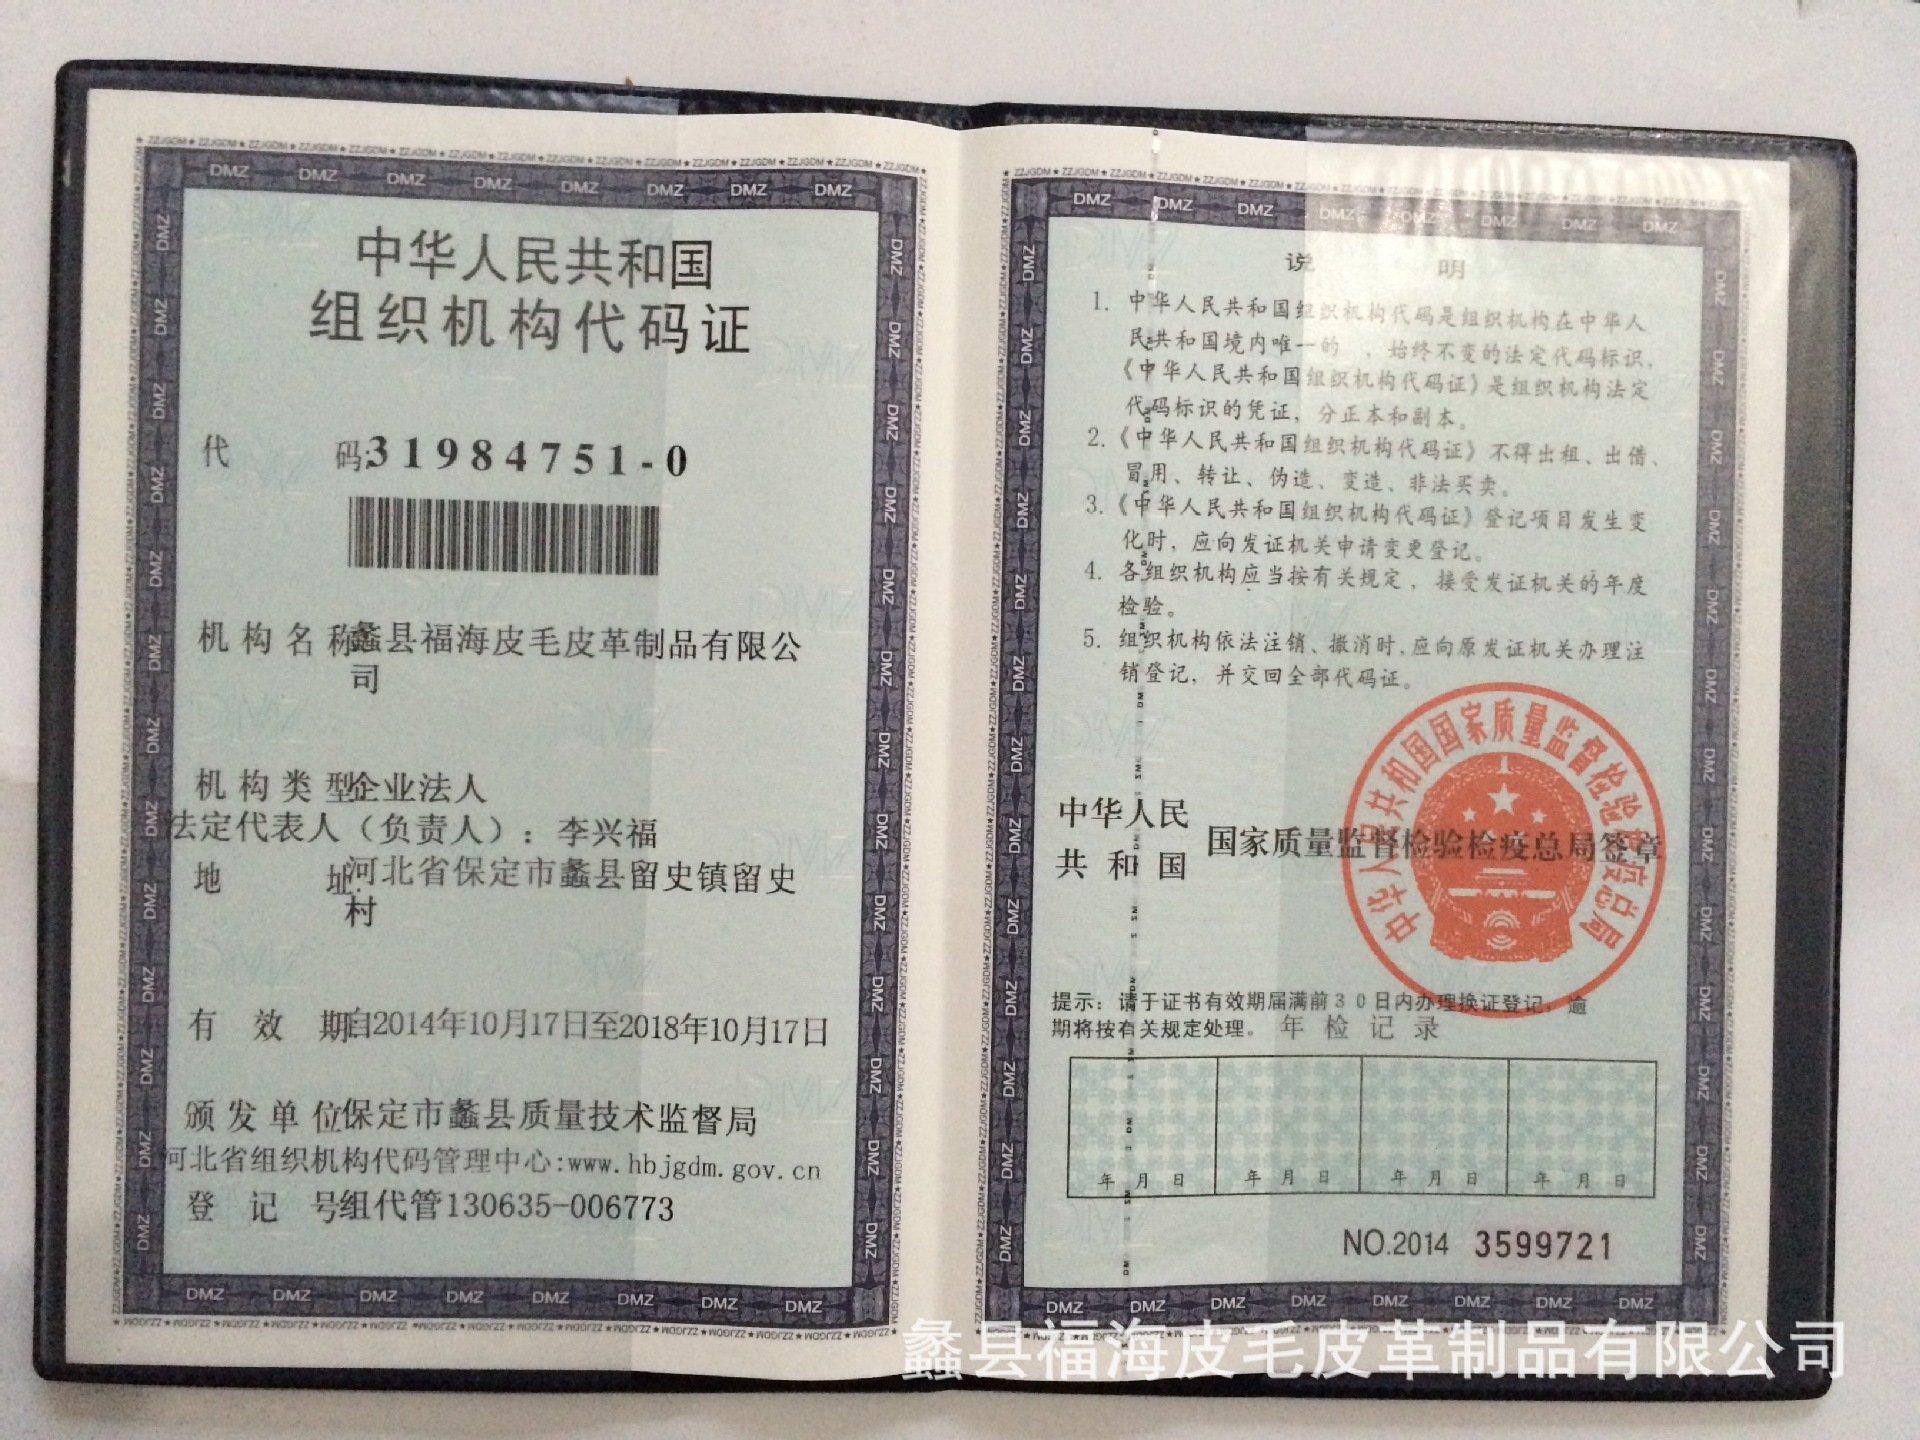 中华人民共和国
组织机构代码证
代 码:31984751-0
机构名称 蠡县福海皮毛皮革制品有限公
司
机构类型 企业法人
法定代表人（负责人）：李兴福
地 址:河北省保定市蠡县留史镇留史
村
有 效 期 自2014年10月17日至2018年10月17日
颁发单位 保定市蠡县质量技术监督局
河北省组织机构代码管理中心:www.hbjgdm.gov.cn
登 记 号 组代管130635-006773
说 明
1. 中华人民共和国组织机构代码是组织机构在中华人
民共和国境内唯一的 、始终不变的法定代码标识，
《中华人民共和国组织机构代码证》是组织机构法定
代码标识的凭证，分正本和副本。
2.《中华人民共和国组织机构代码证》不得出租、出借、
冒用、转让、伪造、变造、非法买卖。
3.《中华人民共和国组织机构代码证》登记项目发生变
化时，应向发证机关申请变更登记。
4. 各组织机构应当按有关规定，接受发证机关的年度
检验。
5. 组织机构依法注销、撤消时，应向原发证机关办理注
销登记，并交回全部代码证。
中华人民
共和国
国家质量监督检验检疫总局签章
中华人民共和国国家质量监督检验检疫总局
提示：请于证书有效期届满前30日内办理换证登记，逾
期将按有关规定处理。
年检记录
年 月 日 年 月 日 年 月 日 年 月 日
NO.2014 3599721
蠡县福海皮毛皮革制品有限公司